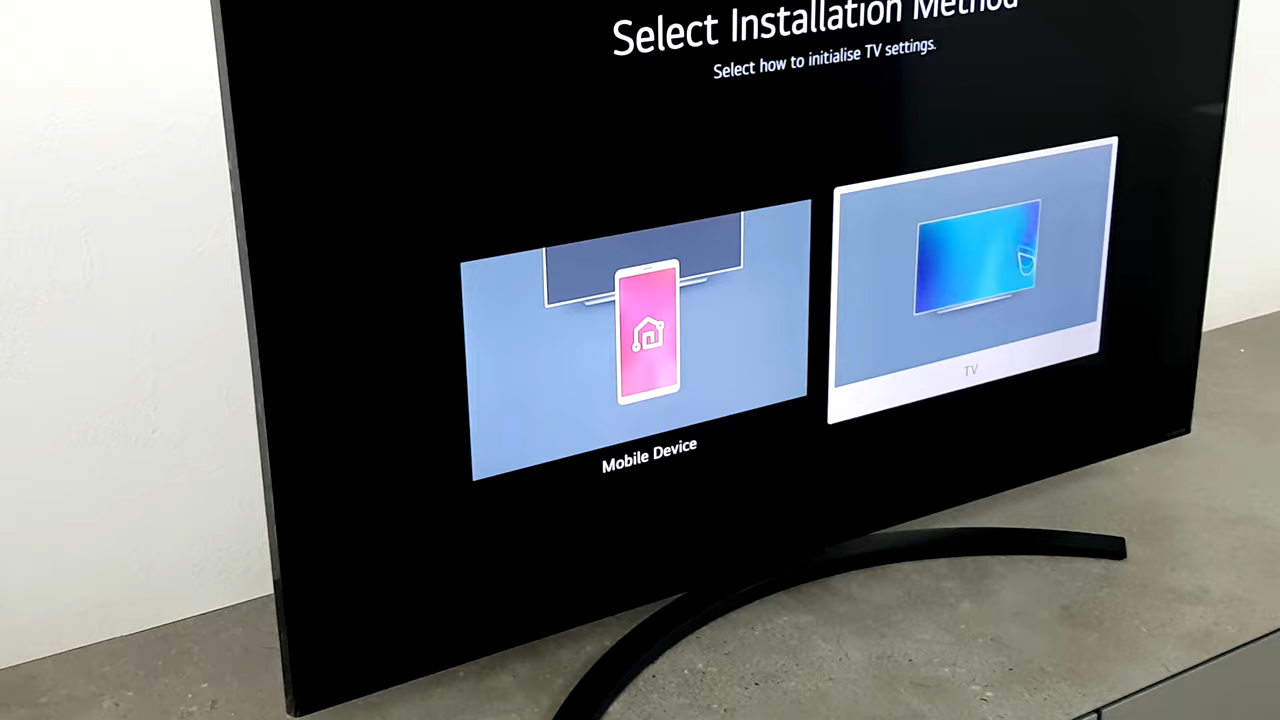 Select Installation Method
Select how to initialise TV settings.
TV
Mobile Device